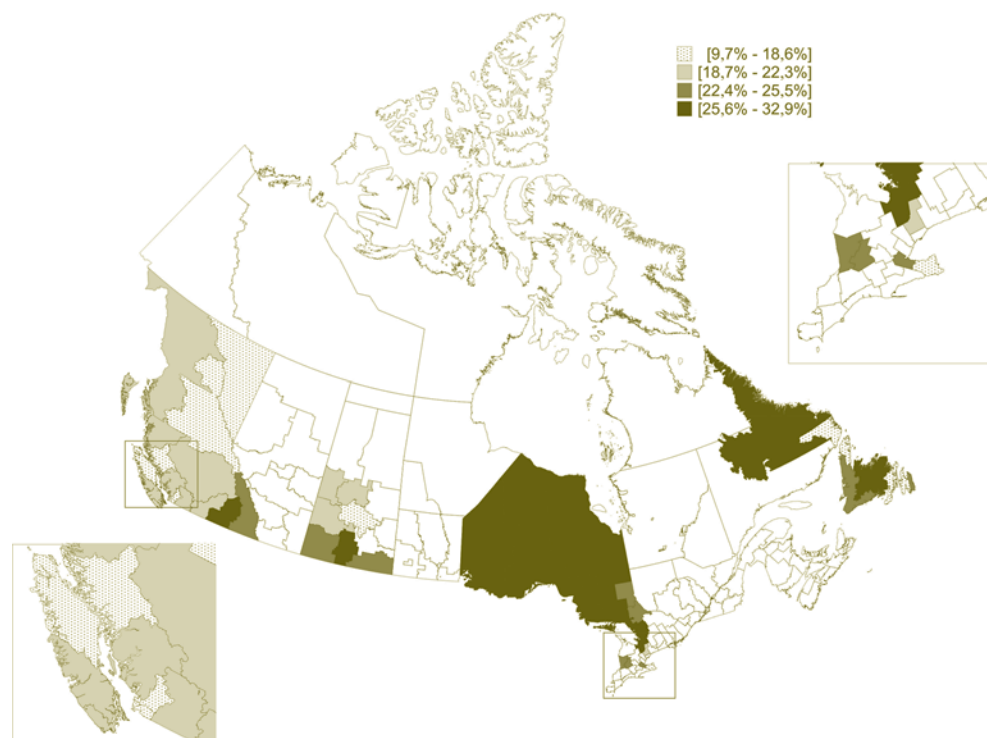 [9,7% - 18,6%]
[18,7% - 22,3%]
[22,4% - 25,5%]
[25,6% - 32,9%]